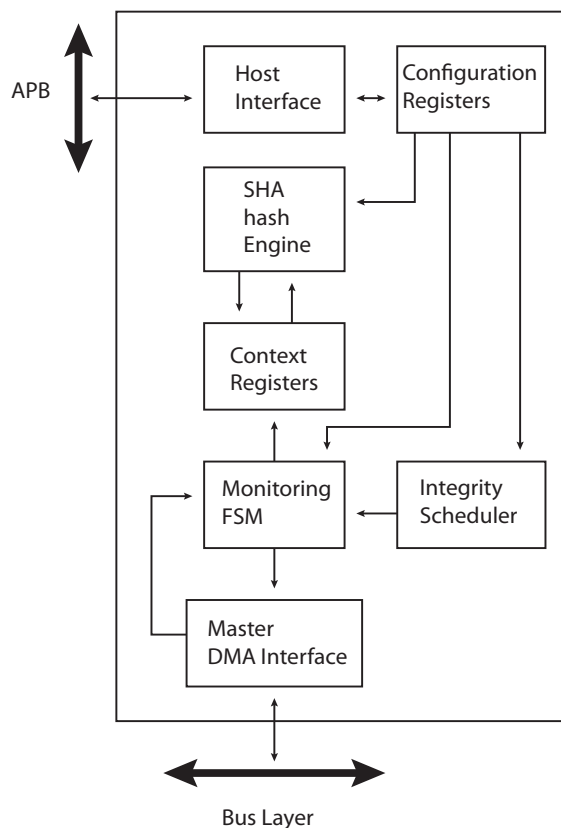 APB
Host
Interface
Configuration
Registers
SHA
hash
Engine
Context
Registers
Monitoring
FSM
Integrity
Scheduler
Master
DMA Interface
Bus Layer